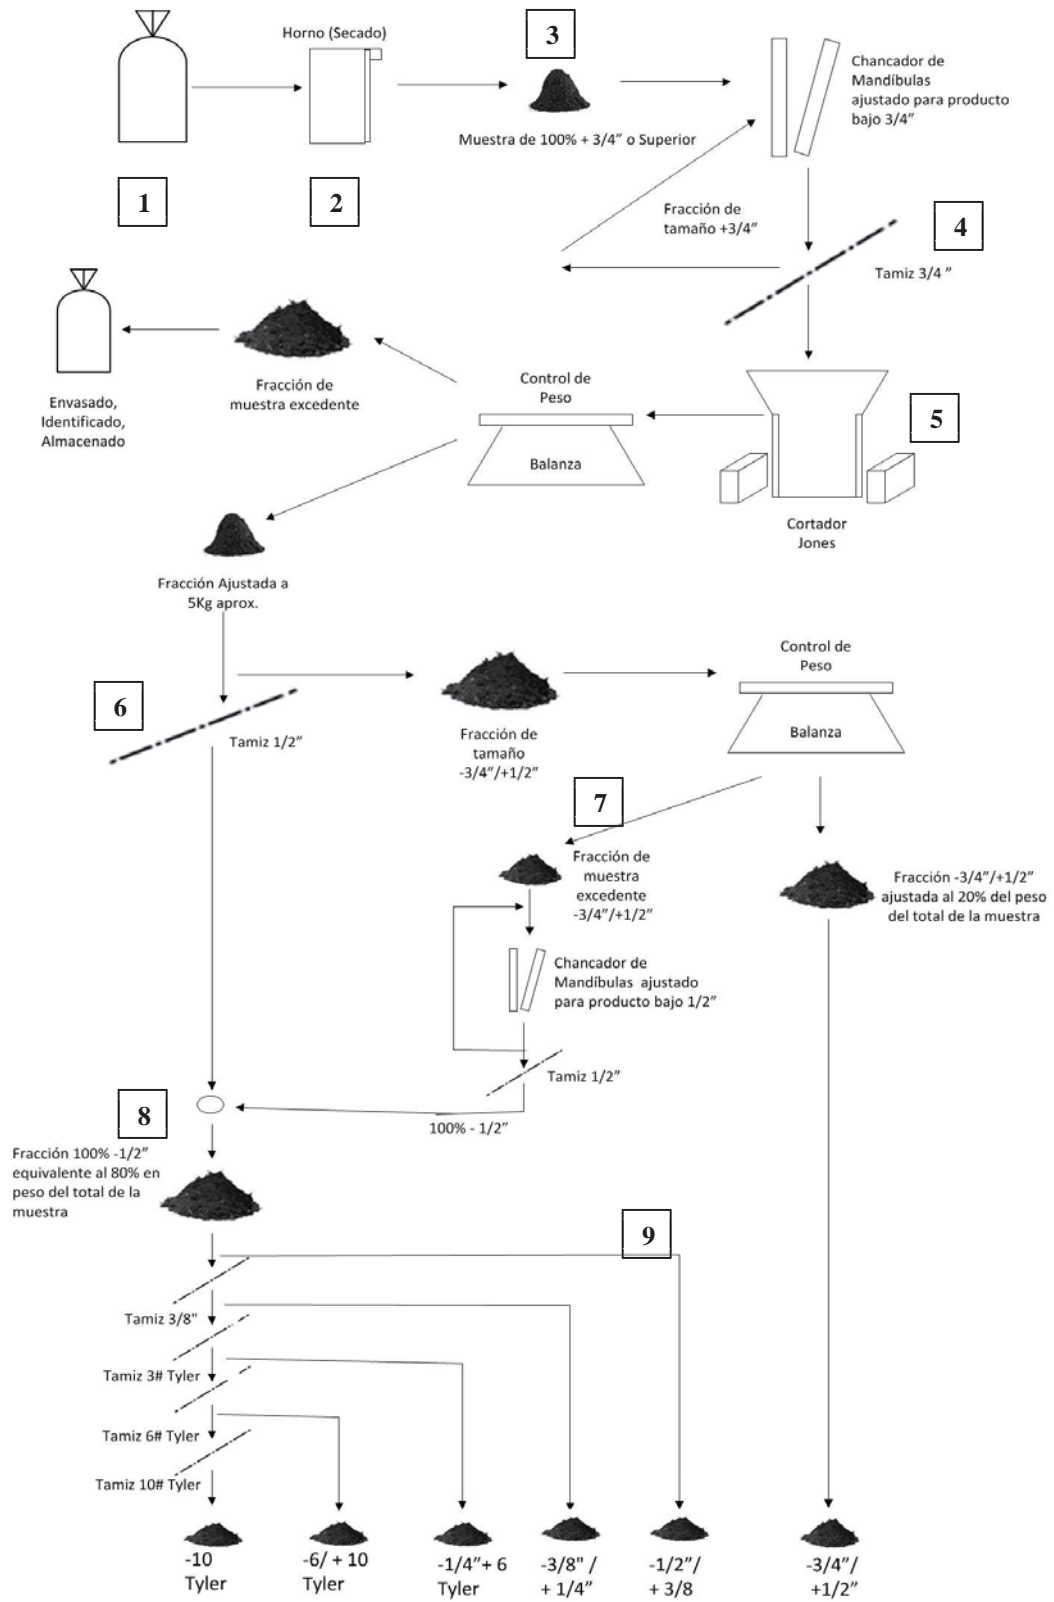 Horno (Secado)
3
Chancador de
Mandíbulas
ajustado para producto
bajo 3/4”
Muestra de 100% + 3/4” o Superior
1
2
Fracción de
tamaño +3/4”
4
Tamiz 3/4 ”
Fracción de
muestra excedente
Envasado,
Identificado,
Almacenado
Control de
Peso
Balanza
5
Cortador
Jones
Fracción Ajustada a
5Kg aprox.
6
Tamiz 1/2”
Fracción de
tamaño
-3/4”/+1/2”
Control de
Peso
Balanza
7
Fracción de
muestra
excedente
-3/4”/+1/2”
Fracción -3/4”/+1/2”
ajustada al 20% del peso
del total de la muestra
Chancador de
Mandíbulas ajustado
para producto bajo 1/2”
Tamiz 1/2”
100% - 1/2”
8
Fracción 100% -1/2”
equivalente al 80% en
peso del total de la
muestra
9
Tamiz 3/8"
Tamiz 3# Tyler
Tamiz 6# Tyler
Tamiz 10# Tyler
-10
Tyler
-6/ + 10
Tyler
-1/4”+ 6
Tyler
-3/8" /
+ 1/4”
-1/2”/
+ 3/8
-3/4”/
+1/2”